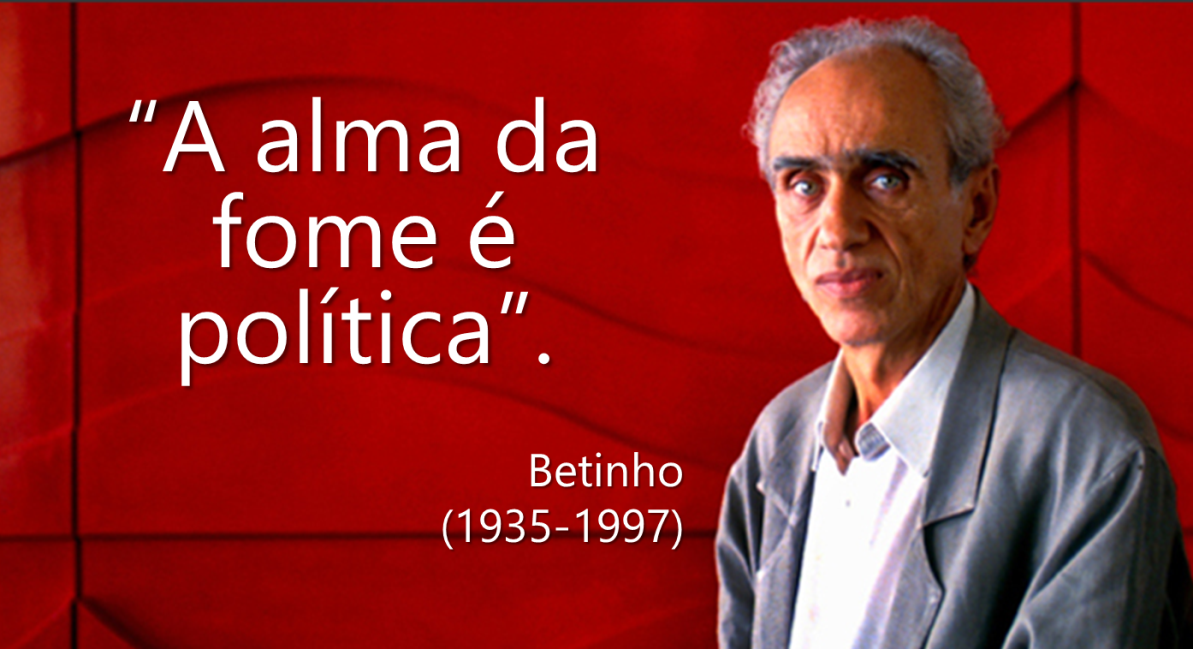 “A alma da
fome é
política”.
Betinho
(1935-1997)